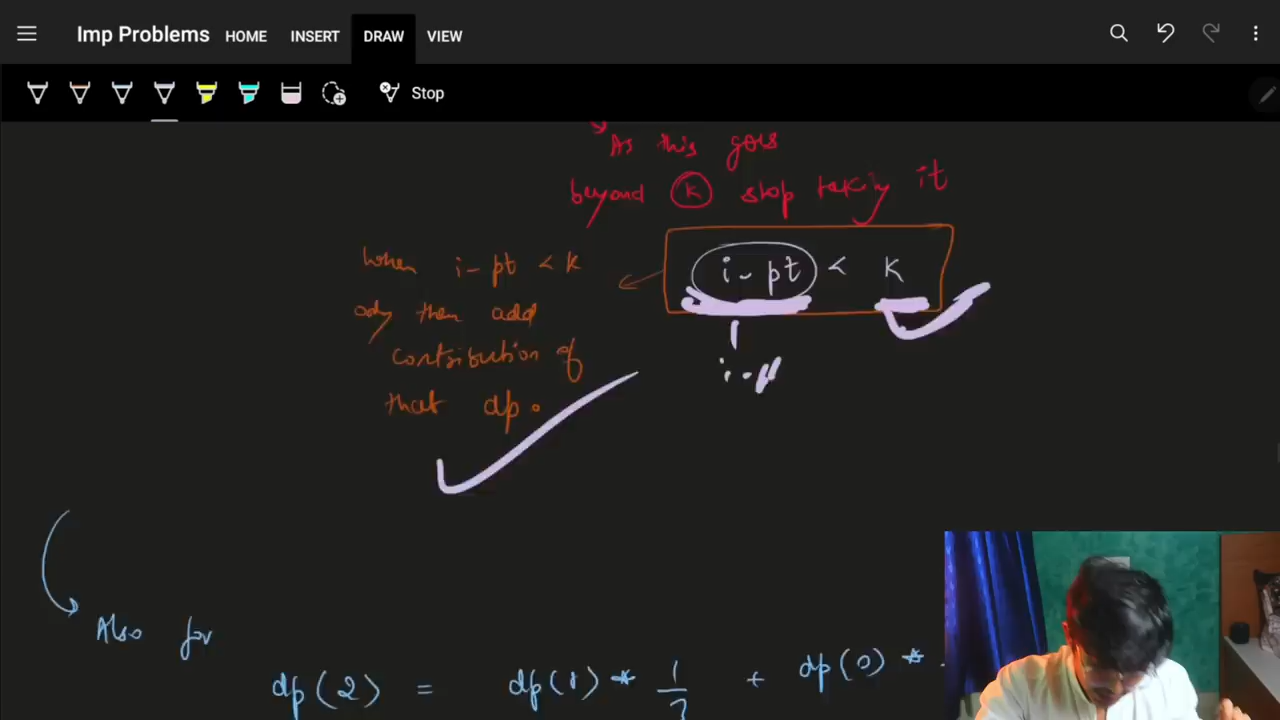 Imp Problems HOME INSERT DRAW VIEW
Stop
As this goes
beyond k stop taking it
When i - pt < k
only then add
contribution of
that dp.
i - pt < k
i - p
Also for
dp(2) = dp(1) * 1/3 + dp(0) *